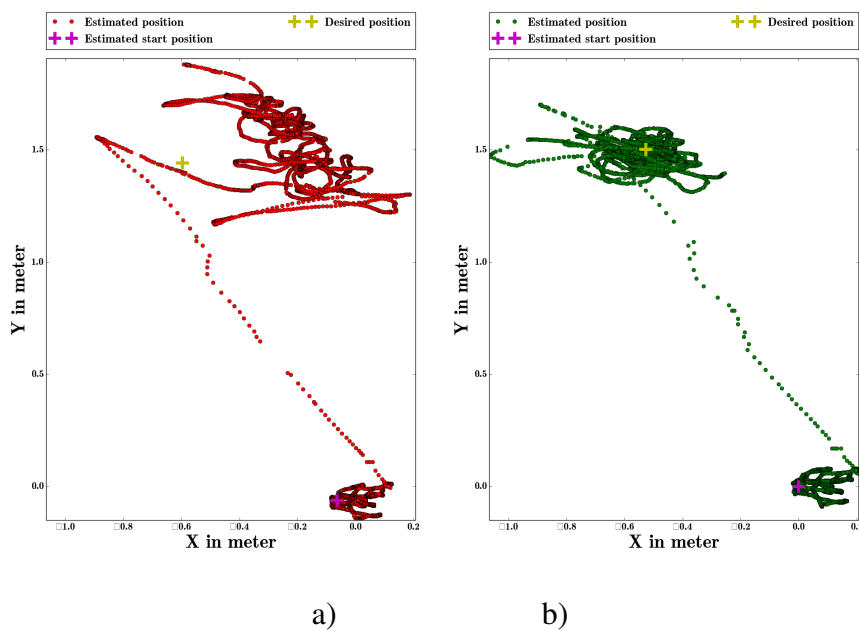 Estimated position
Desired position
Estimated start position
Estimated position
Desired position
Estimated start position
1.5
1.0
0.5
0.0
Y in meter
□1.0 □0.8 □0.6 □0.4 □0.2 0.0 0.2
X in meter
1.5
1.0
0.5
0.0
Y in meter
□1.0 □0.8 □0.6 □0.4 □0.2 0.0 0.2
X in meter
a) b)